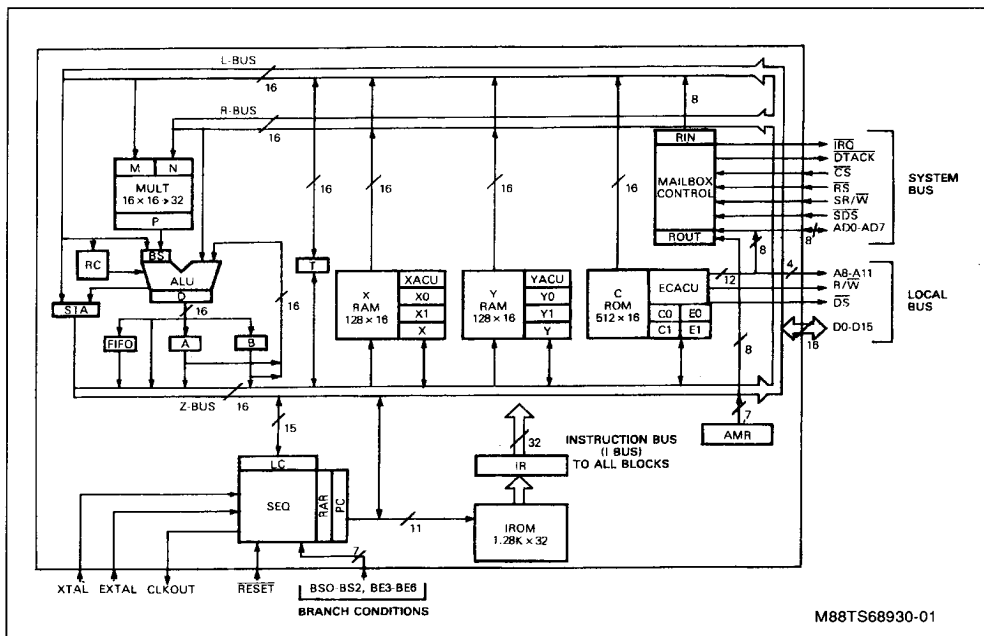 L-BUS
16
R-BUS
16
8
M N
MULT
16 × 16 → 32
P
RC
BS
ALU
D
STA
16
16
FIFO
A
B
Z-BUS
16
T
16
16
16
16
X
RAM
128 × 16
XACU
X0
X1
X
Y
RAM
128 × 16
YACU
Y0
Y1
Y
C
ROM
512 × 16
ECACU
C0 E0
C1 E1
RIN
MAILBOX
CONTROL
ROUT
IRQ
DTACK
CS
RS
SR/W
SDS
AD0-AD7
SYSTEM
BUS
8
8
12
4
A8-A11
R/W
DS
D0-D15
16
LOCAL
BUS
8
7
AMR
15
LC
SEQ
RAR
PC
11
32
INSTRUCTION BUS
(I BUS)
TO ALL BLOCKS
IR
IROM
1.28K × 32
7
XTAL EXTAL CLKOUT RESET
BSO-BS2, BE3-BE6
BRANCH CONDITIONS
M88TS68930-01